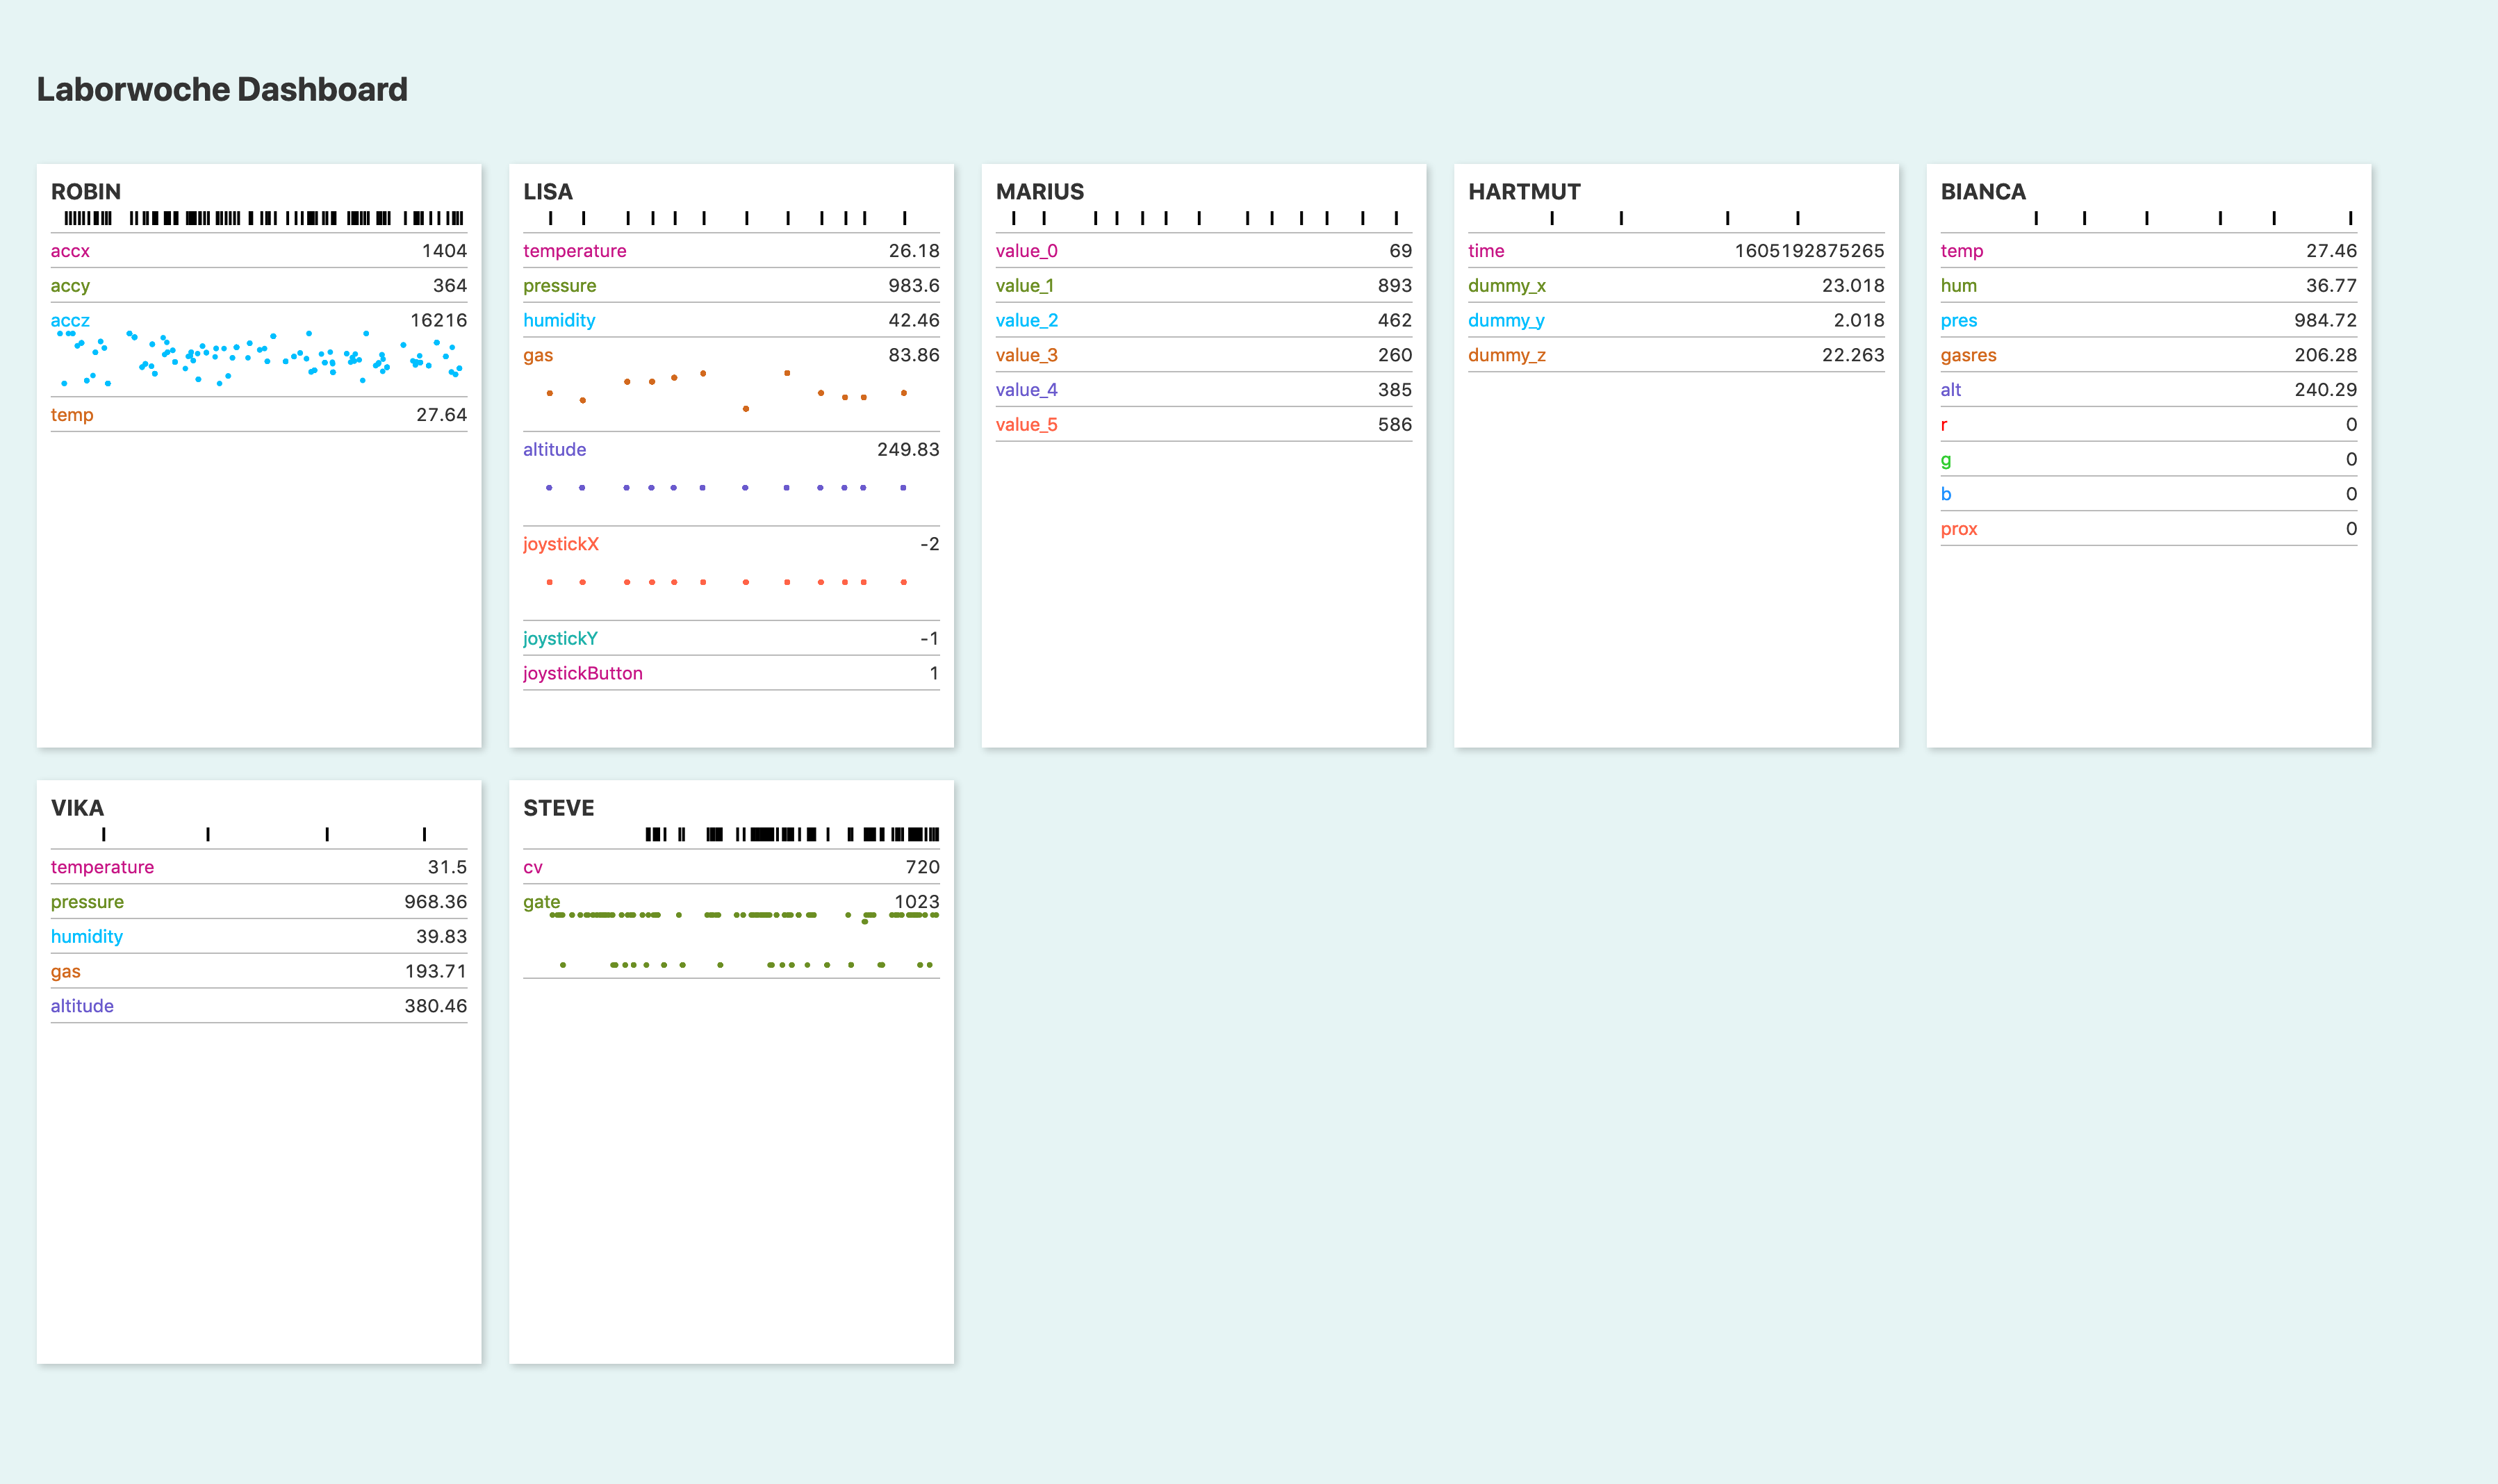 Laborwoche Dashboard
ROBIN
accx 1404
accy 364
accz 16216
temp 27.64
LISA
temperature 26.18
pressure 983.6
humidity 42.46
gas 83.86
altitude 249.83
joystickX -2
joystickY -1
joystickButton 1
MARIUS
value_0 69
value_1 893
value_2 462
value_3 260
value_4 385
value_5 586
HARTMUT
time 1605192875265
dummy_x 23.018
dummy_y 2.018
dummy_z 22.263
BIANCA
temp 27.46
hum 36.77
pres 984.72
gasres 206.28
alt 240.29
r 0
g 0
b 0
prox 0
VIKA
temperature 31.5
pressure 968.36
humidity 39.83
gas 193.71
altitude 380.46
STEVE
cv 720
gate 1023